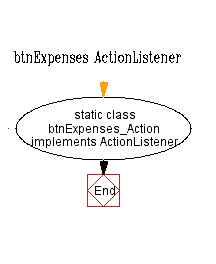 btnExpenses ActionListener
static class
btnExpenses_Action
implements ActionListener
End